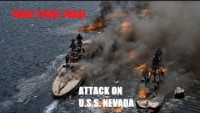 TORA! TORA! TORA!
ATTACK ON
U.S.S. NEVADA